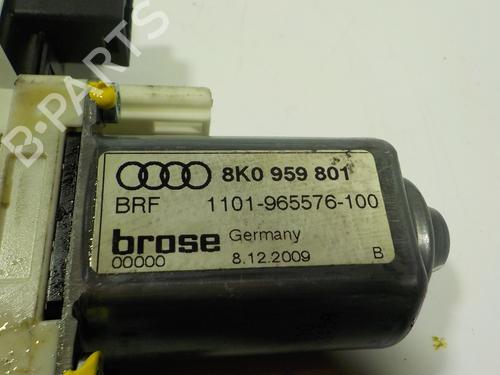 B-PARTS
8K0 959 801
BRF 1101-965576-100
brose Germany
00000 8.12.2009 B